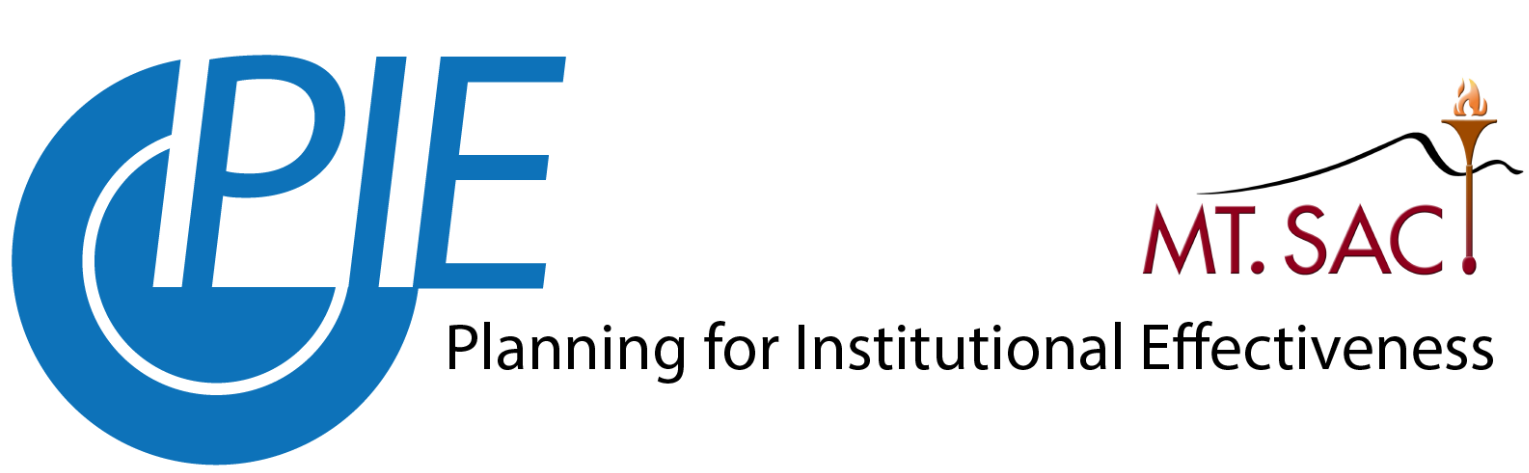 PIE
MT. SAC
Planning for Institutional Effectiveness